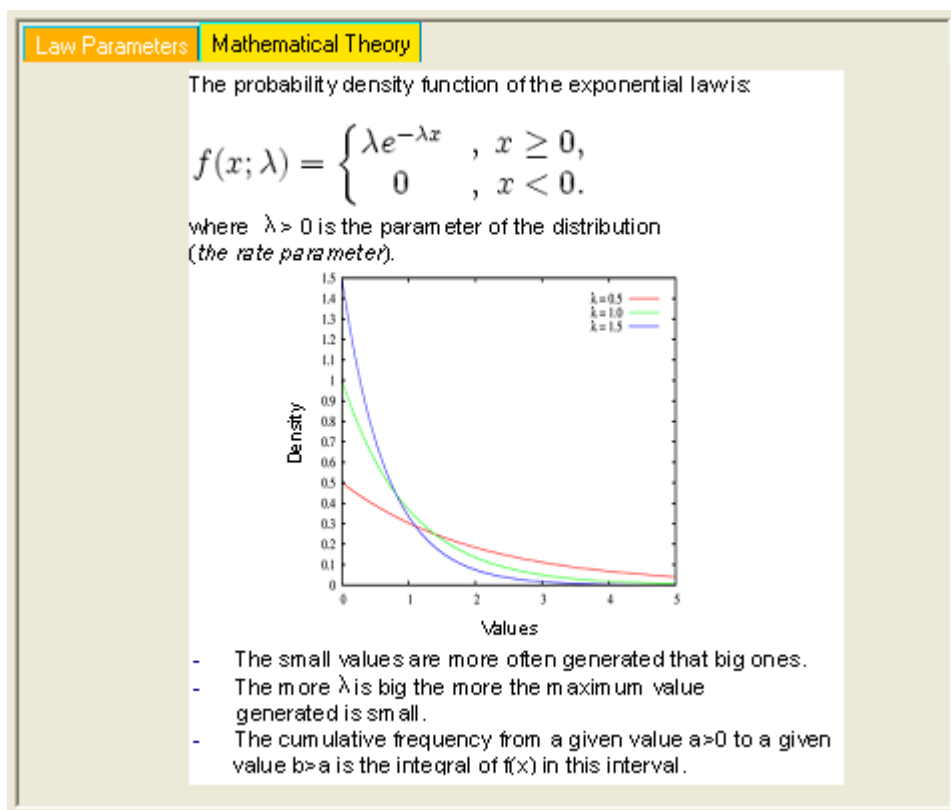 Law Parameters Mathematical Theory
The probability density function of the exponential law is:
f(x; λ) = { λe^{-λx} , x ≥ 0,
0 , x < 0.
where λ > 0 is the parameter of the distribution
(the rate parameter).
1.5
1.4
1.3
1.2
1.1
1
0.9
0.8
0.7
0.6
0.5
0.4
0.3
0.2
0.1
0
λ = 0.5
λ = 1.0
λ = 1.5
Density
0 1 2 3 4 5
Values
- The small values are more often generated that big ones.
- The more λ is big the more the maximum value
generated is small.
- The cumulative frequency from a given value a>0 to a given
value b>a is the integral of f(x) in this interval.